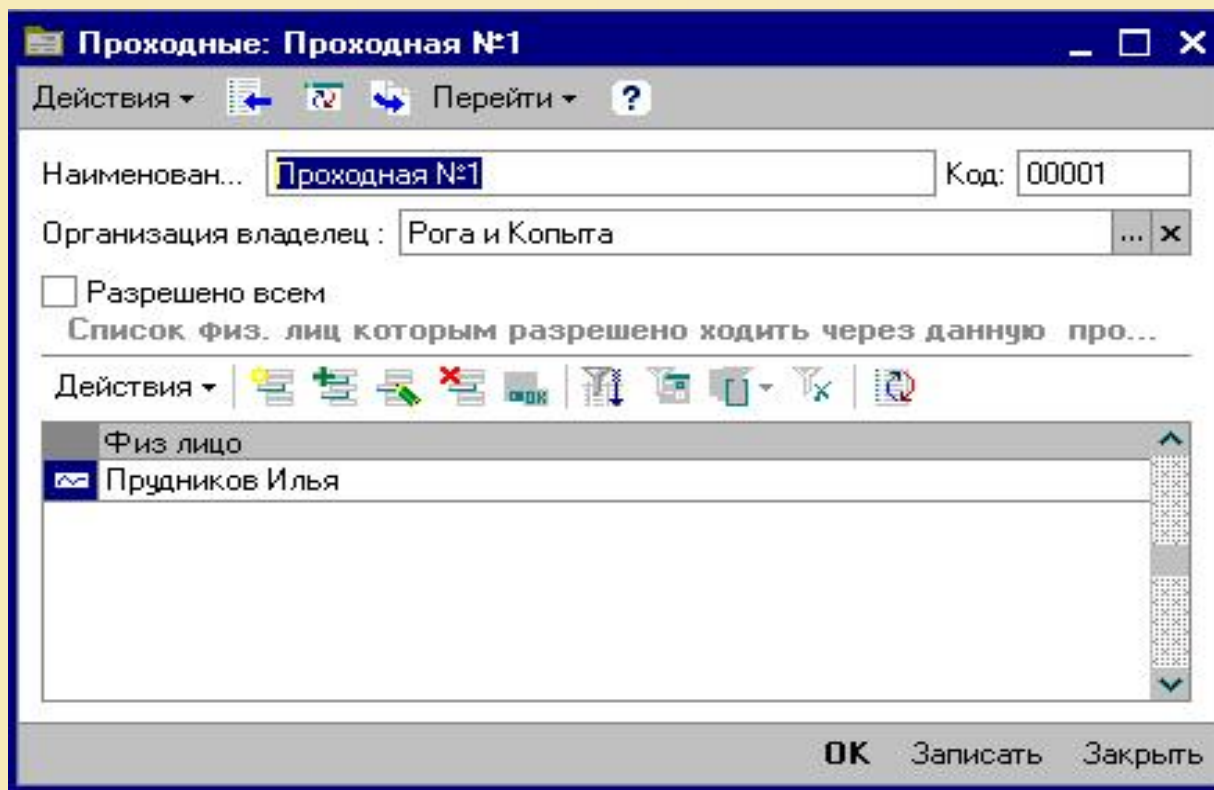 Проходные: Проходная №1
Действия Перейти ?
Наименован... Проходная №1 Код: 00001
Организация владелец : Рога и Копыта ...
Разрешено всем
Список физ. лиц которым разрешено ходить через данную про...
Действия
Физ лицо
Прудников Илья
OK Записать Закрыть